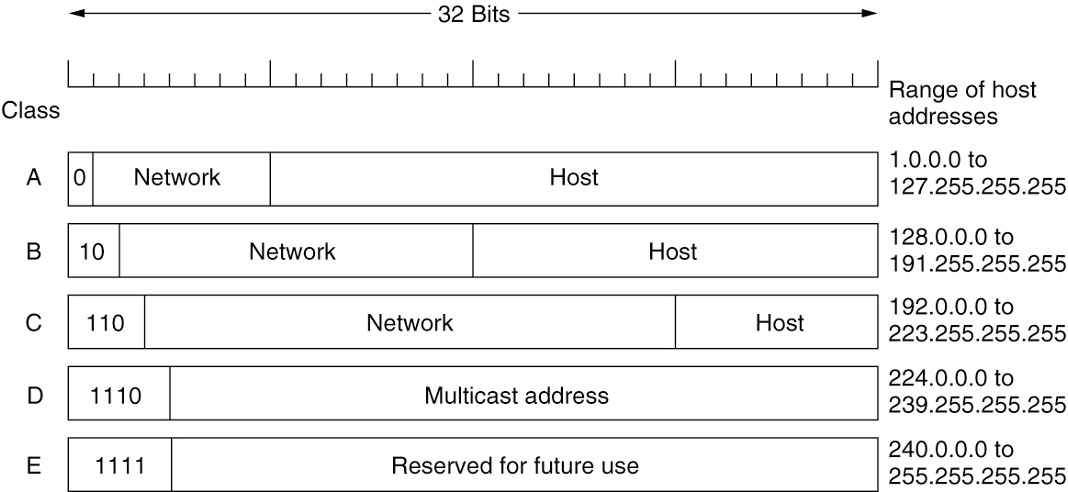 32 Bits
Class
Range of host
addresses
A
0
Network
Host
1.0.0.0 to
127.255.255.255
B
10
Network
Host
128.0.0.0 to
191.255.255.255
C
110
Network
Host
192.0.0.0 to
223.255.255.255
D
1110
Multicast address
224.0.0.0 to
239.255.255.255
E
1111
Reserved for future use
240.0.0.0 to
255.255.255.255